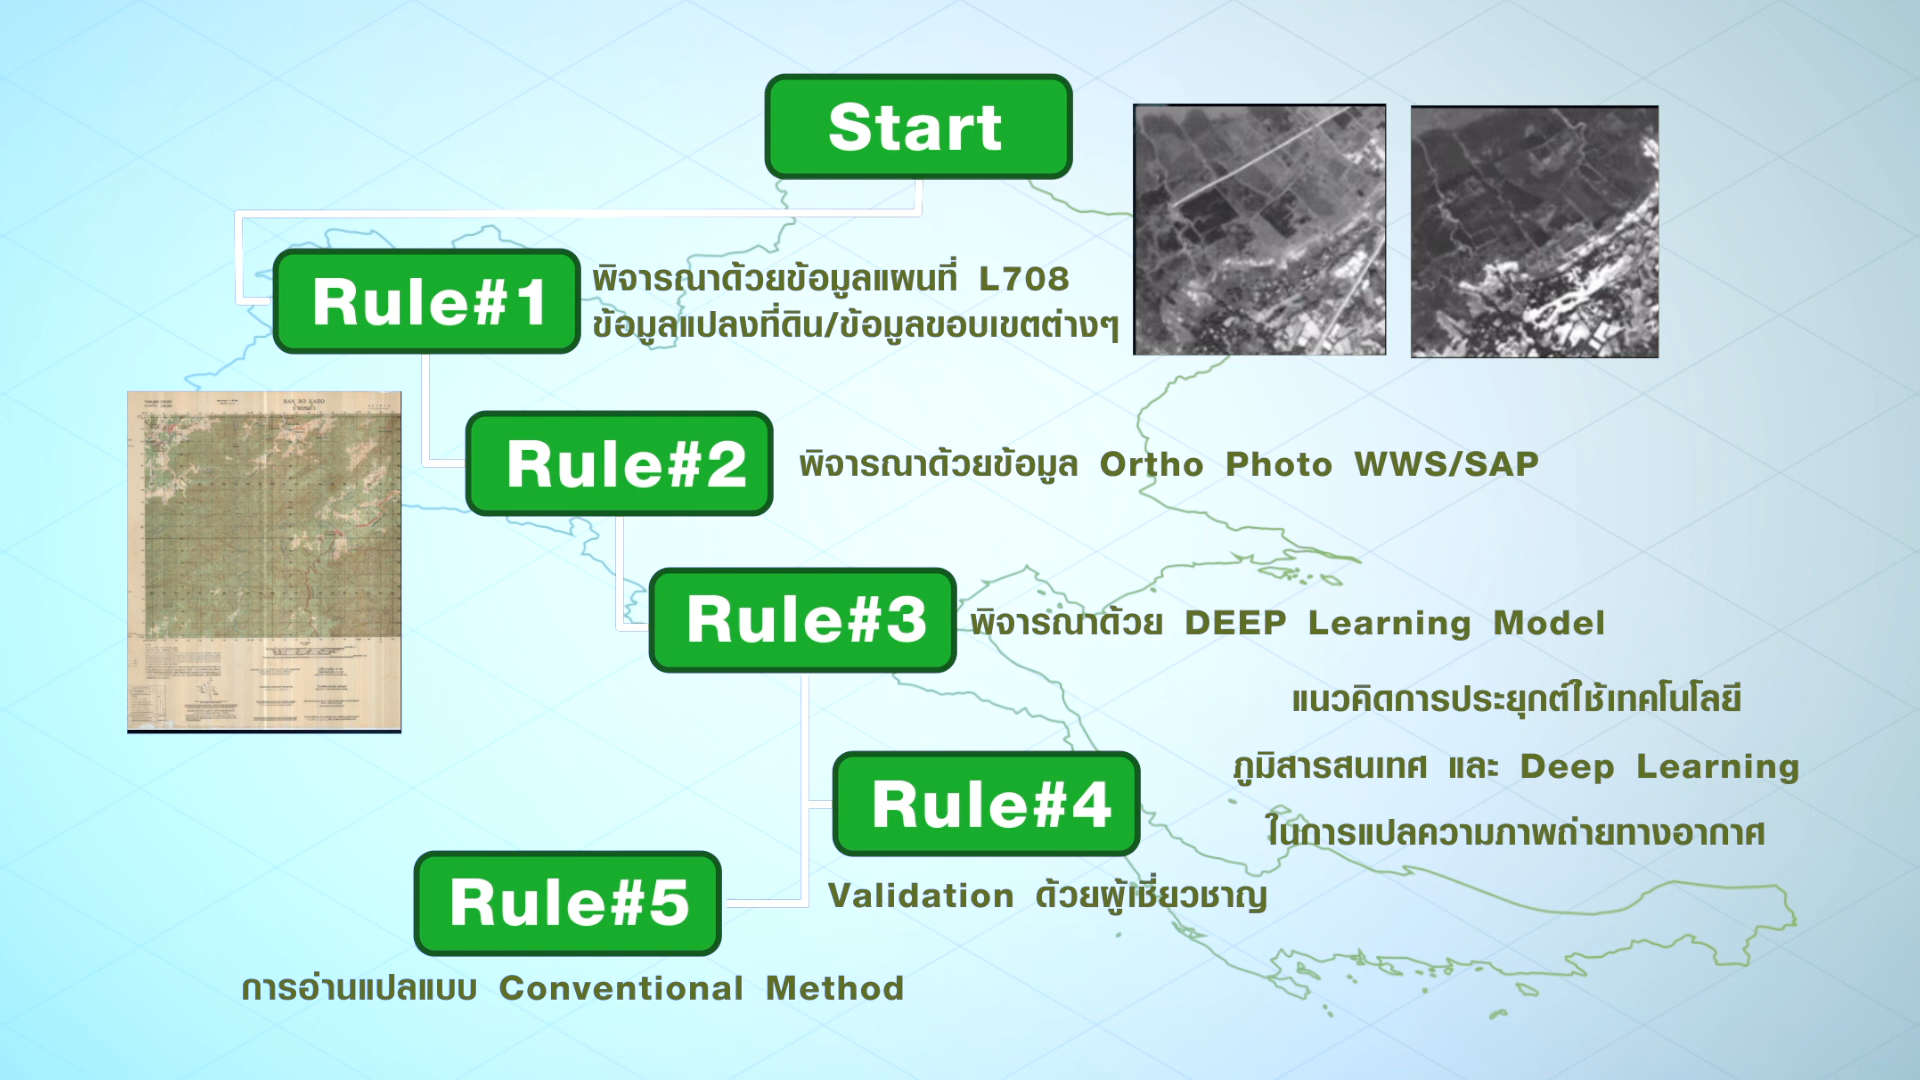 Start
Rule#1
พิจารณาด้วยข้อมูลแผนที่ L708
ข้อมูลแปลงที่ดิน/ข้อมูลขอบเขตต่างๆ
BAN BO KAEO
Rule#2
พิจารณาด้วยข้อมูล Ortho Photo WWS/SAP
Rule#3
พิจารณาด้วย DEEP Learning Model
แนวคิดการประยุกต์ใช้เทคโนโลยี
ภูมิสารสนเทศ และ Deep Learning
ในการแปลความภาพถ่ายทางอากาศ
Rule#4
Validation ด้วยผู้เชี่ยวชาญ
Rule#5
การอ่านแปลแบบ Conventional Method